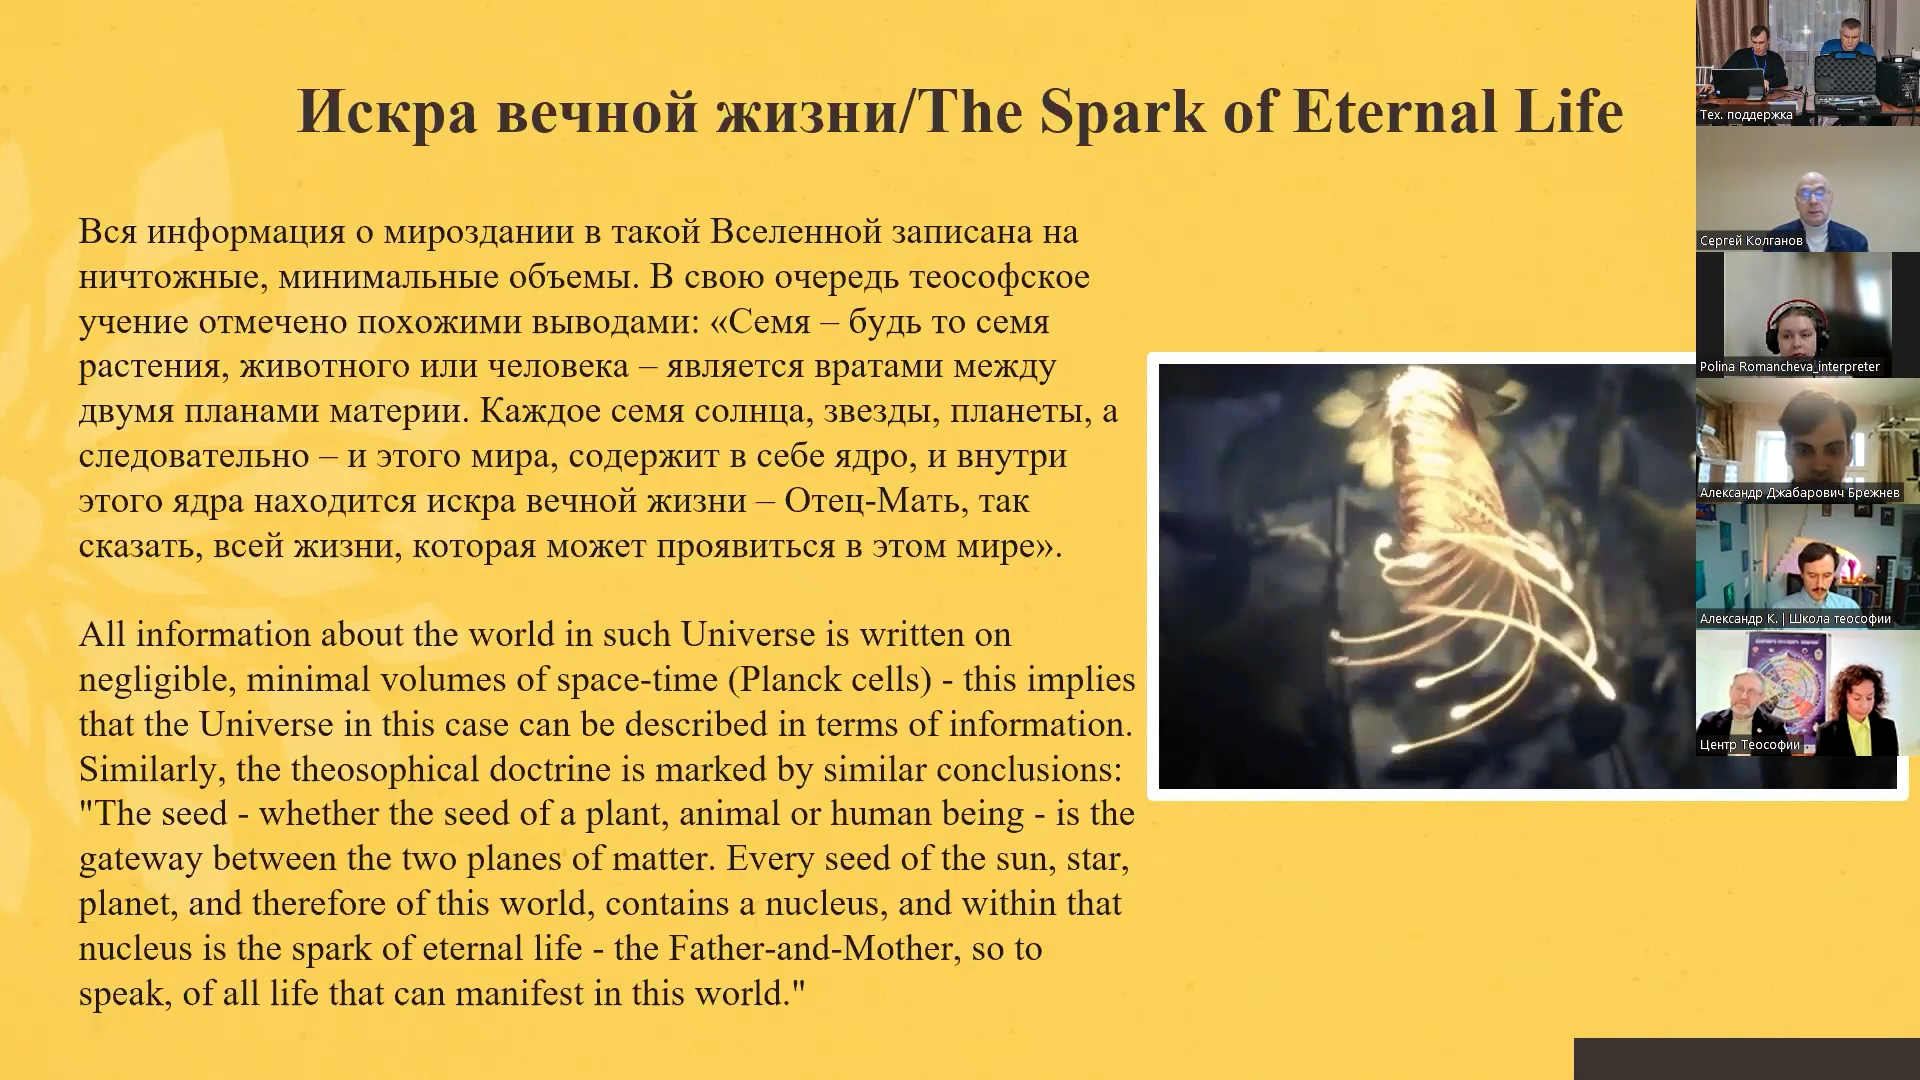 Искра вечной жизни/The Spark of Eternal Life
Вся информация о мироздании в такой Вселенной записана на
ничтожные, минимальные объемы. В свою очередь теософское
учение отмечено похожими выводами: «Семя – будь то семя
растения, животного или человека – является вратами между
двумя планами материи. Каждое семя солнца, звезды, планеты, а
следовательно – и этого мира, содержит в себе ядро, и внутри
этого ядра находится искра вечной жизни – Отец-Мать, так
сказать, всей жизни, которая может проявиться в этом мире».
All information about the world in such Universe is written on
negligible, minimal volumes of space-time (Planck cells) - this implies
that the Universe in this case can be described in terms of information.
Similarly, the theosophical doctrine is marked by similar conclusions:
"The seed - whether the seed of a plant, animal or human being - is the
gateway between the two planes of matter. Every seed of the sun, star,
planet, and therefore of this world, contains a nucleus, and within that
nucleus is the spark of eternal life - the Father-and-Mother, so to
speak, of all life that can manifest in this world."
Тех. поддержка
Сергей Колганов
Polina Romancheva_interpreter
Александр Джабарович Брежнев
Александр К. | Школа теософии
Центр Теософии